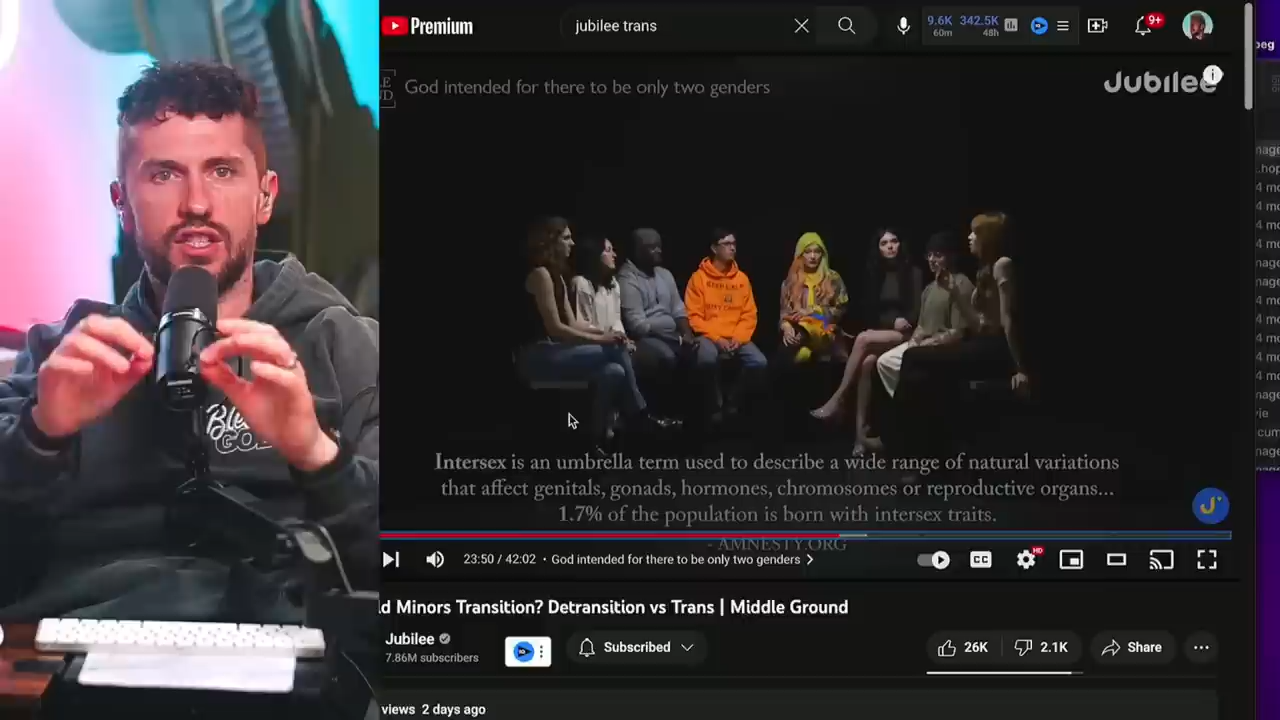 Premium
jubilee trans
9.6K 342.5K
60m 48h
9+
God intended for there to be only two genders
Jubilee
Intersex is an umbrella term used to describe a wide range of natural variations
that affect genitals, gonads, hormones, chromosomes or reproductive organs...
1.7% of the population is born with intersex traits.
- AMNESTY.ORG
23:50 / 42:02 · God intended for there to be only two genders
CC
HD
d Minors Transition? Detransition vs Trans | Middle Ground
Jubilee
7.86M subscribers
Subscribed
26K
2.1K
Share
views 2 days ago